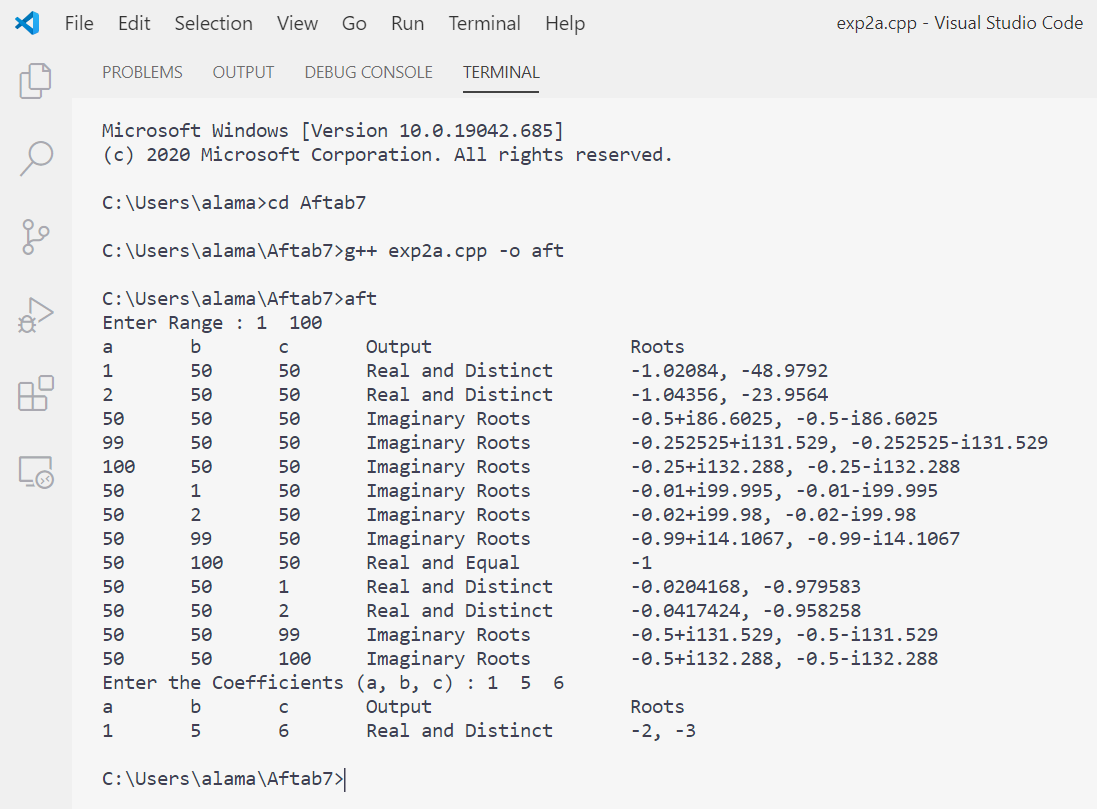 File Edit Selection View Go Run Terminal Help exp2a.cpp - Visual Studio Code
PROBLEMS OUTPUT DEBUG CONSOLE TERMINAL
Microsoft Windows [Version 10.0.19042.685]
(c) 2020 Microsoft Corporation. All rights reserved.
C:\Users\alama>cd Aftab7
C:\Users\alama\Aftab7>g++ exp2a.cpp -o aft
C:\Users\alama\Aftab7>aft
Enter Range : 1  100
a b c Output Roots
1 50 50 Real and Distinct -1.02084, -48.9792
2 50 50 Real and Distinct -1.04356, -23.9564
50 50 50 Imaginary Roots -0.5+i86.6025, -0.5-i86.6025
99 50 50 Imaginary Roots -0.252525+i131.529, -0.252525-i131.529
100 50 50 Imaginary Roots -0.25+i132.288, -0.25-i132.288
50 1 50 Imaginary Roots -0.01+i99.995, -0.01-i99.995
50 2 50 Imaginary Roots -0.02+i99.98, -0.02-i99.98
50 99 50 Imaginary Roots -0.99+i14.1067, -0.99-i14.1067
50 100 50 Real and Equal -1
50 50 1 Real and Distinct -0.0204168, -0.979583
50 50 2 Real and Distinct -0.0417424, -0.958258
50 50 99 Imaginary Roots -0.5+i131.529, -0.5-i131.529
50 50 100 Imaginary Roots -0.5+i132.288, -0.5-i132.288
Enter the Coefficients (a, b, c) : 1  5  6
a b c Output Roots
1 5 6 Real and Distinct -2, -3
C:\Users\alama\Aftab7>